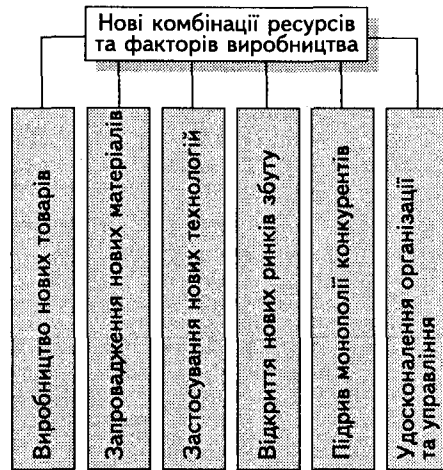 Нові комбінації ресурсів
та факторів виробництва
Виробництво нових товарів
Запровадження нових матеріалів
Застосування нових технологій
Відкриття нових ринків збуту
Підрив монополії конкурентів
Удосконалення організації
та управління